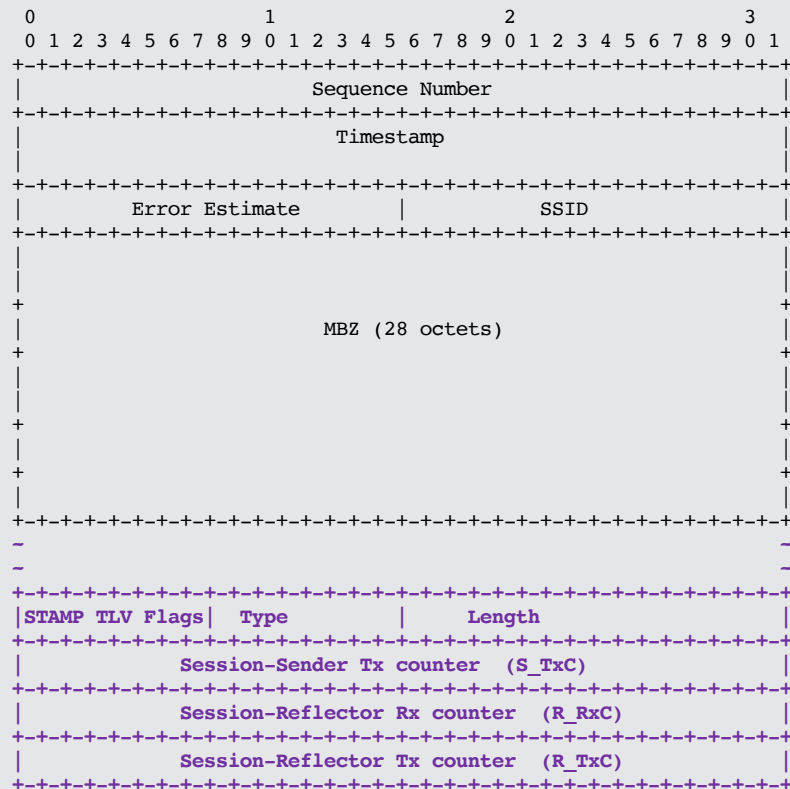 0                   1                   2                   3
0 1 2 3 4 5 6 7 8 9 0 1 2 3 4 5 6 7 8 9 0 1 2 3 4 5 6 7 8 9 0 1
+-+-+-+-+-+-+-+-+-+-+-+-+-+-+-+-+-+-+-+-+-+-+-+-+-+-+-+-+-+-+-+-+
|                        Sequence Number                        |
+-+-+-+-+-+-+-+-+-+-+-+-+-+-+-+-+-+-+-+-+-+-+-+-+-+-+-+-+-+-+-+-+
|                          Timestamp                            |
|                                                               |
+-+-+-+-+-+-+-+-+-+-+-+-+-+-+-+-+-+-+-+-+-+-+-+-+-+-+-+-+-+-+-+-+
|         Error Estimate        |           SSID                |
+-+-+-+-+-+-+-+-+-+-+-+-+-+-+-+-+-+-+-+-+-+-+-+-+-+-+-+-+-+-+-+-+
|                                                               |
|                                                               |
+                                                               +
|                         MBZ (28 octets)                       |
+                                                               +
|                                                               |
|                                                               |
+                                                               +
|                                                               |
+                                                               +
|                                                               |
+-+-+-+-+-+-+-+-+-+-+-+-+-+-+-+-+-+-+-+-+-+-+-+-+-+-+-+-+-+-+-+-+
~                                                               ~
~                                                               ~
+-+-+-+-+-+-+-+-+-+-+-+-+-+-+-+-+-+-+-+-+-+-+-+-+-+-+-+-+-+-+-+-+
|STAMP TLV Flags|  Type         |     Length                    |
+-+-+-+-+-+-+-+-+-+-+-+-+-+-+-+-+-+-+-+-+-+-+-+-+-+-+-+-+-+-+-+-+
|             Session-Sender Tx counter  (S_TxC)                |
+-+-+-+-+-+-+-+-+-+-+-+-+-+-+-+-+-+-+-+-+-+-+-+-+-+-+-+-+-+-+-+-+
|             Session-Reflector Rx counter  (R_RxC)             |
+-+-+-+-+-+-+-+-+-+-+-+-+-+-+-+-+-+-+-+-+-+-+-+-+-+-+-+-+-+-+-+-+
|             Session-Reflector Tx counter  (R_TxC)             |
+-+-+-+-+-+-+-+-+-+-+-+-+-+-+-+-+-+-+-+-+-+-+-+-+-+-+-+-+-+-+-+-+